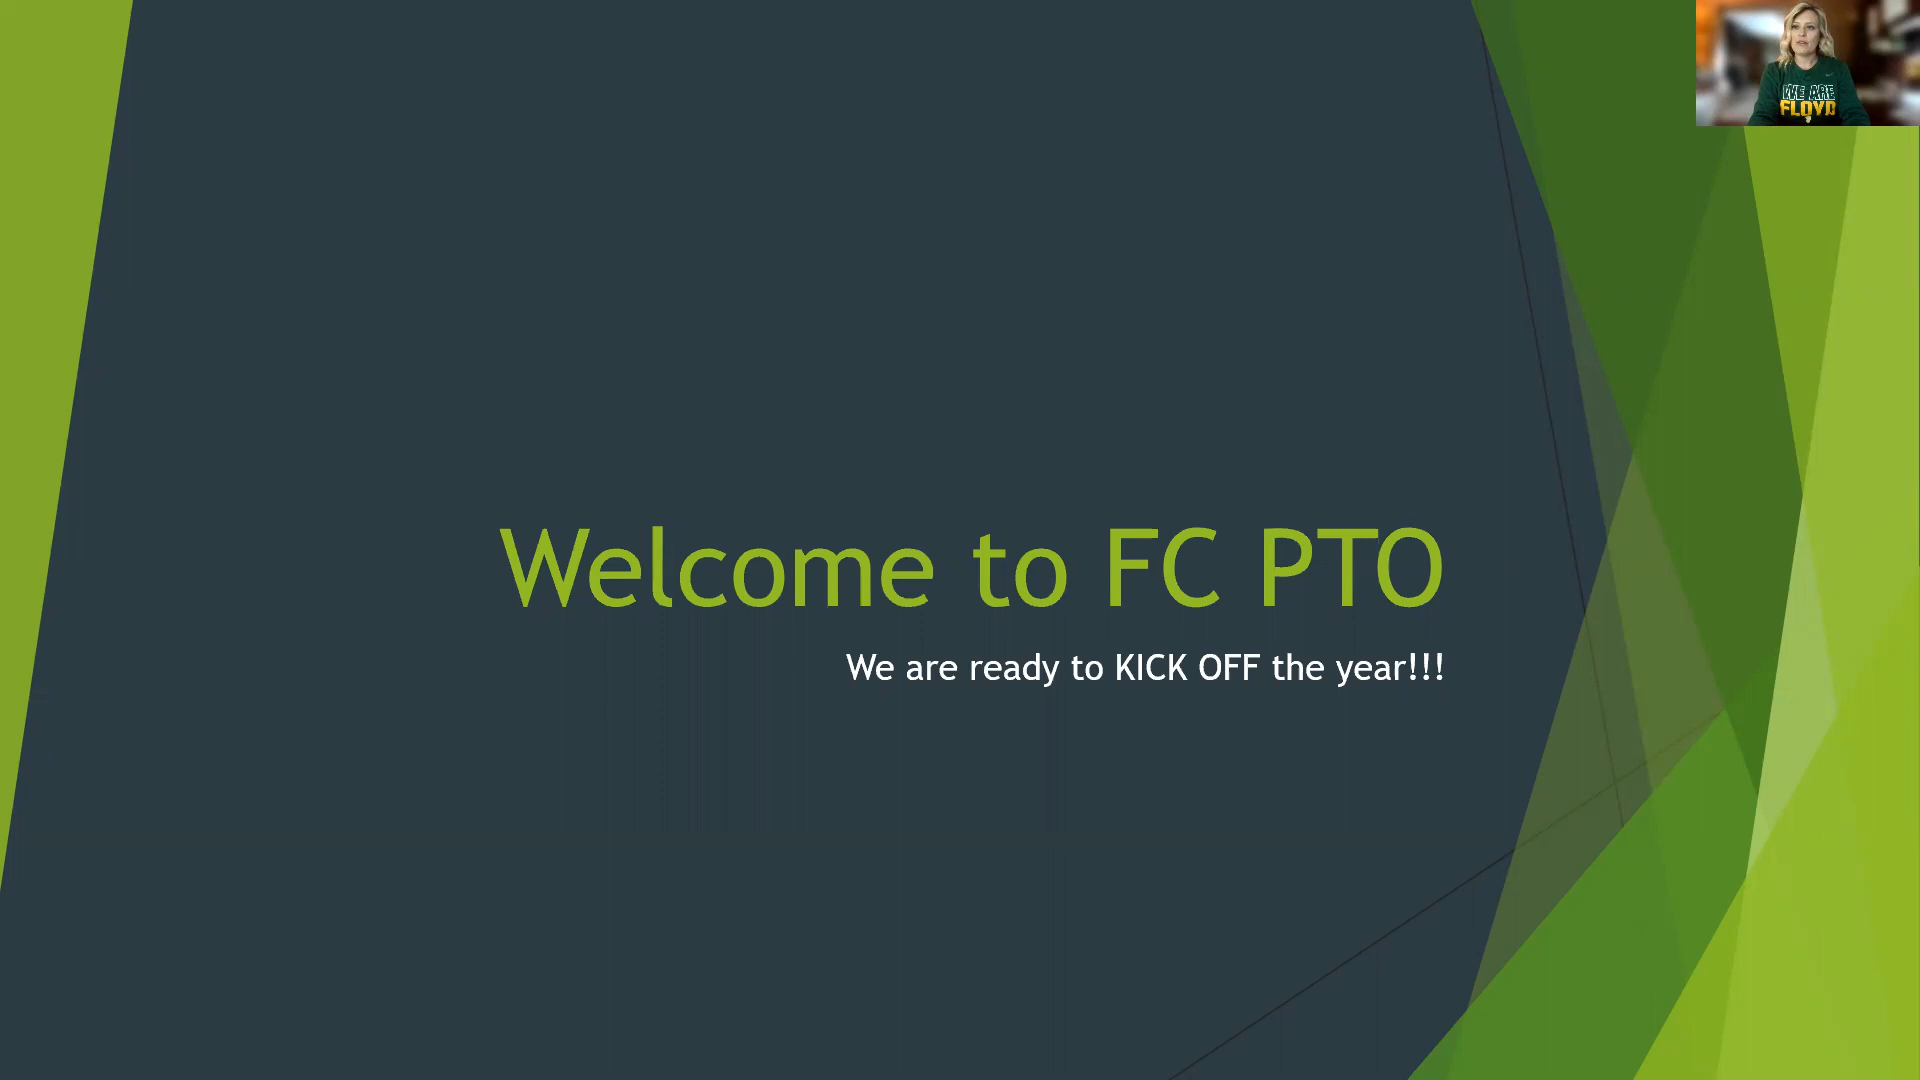 WE ARE
FLOYD
Welcome to FC PTO
We are ready to KICK OFF the year!!!